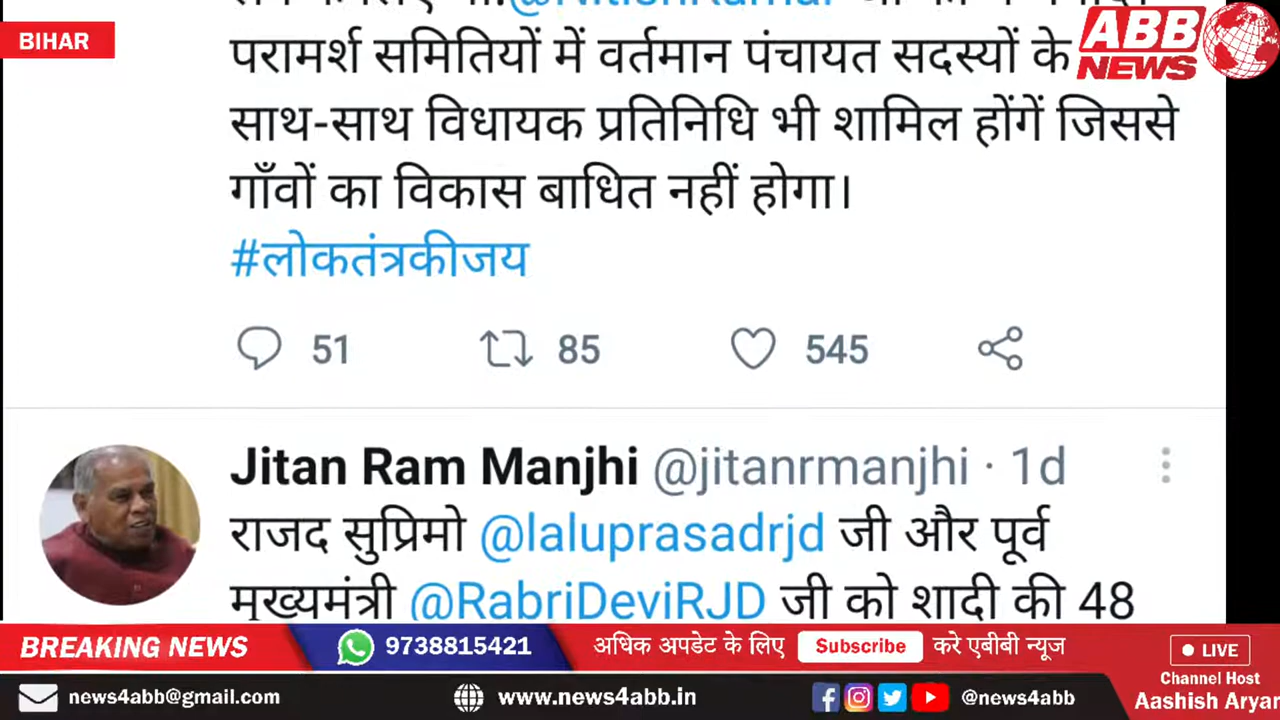 BIHAR
ABB
NEWS
परामर्श समितियों में वर्तमान पंचायत सदस्यों के
साथ-साथ विधायक प्रतिनिधि भी शामिल होंगें जिससे
गाँवों का विकास बाधित नहीं होगा।
#लोकतंत्रकीजय
51 85 545
Jitan Ram Manjhi @jitanrmanjhi · 1d
राजद सुप्रिमो @laluprasadrjd जी और पूर्व
मुख्यमंत्री @RabriDeviRJD जी को शादी की 48
BREAKING NEWS 9738815421 अधिक अपडेट के लिए Subscribe करे एबीबी न्यूज
LIVE
Channel Host
Aashish Aryan
news4abb@gmail.com www.news4abb.in @news4abb